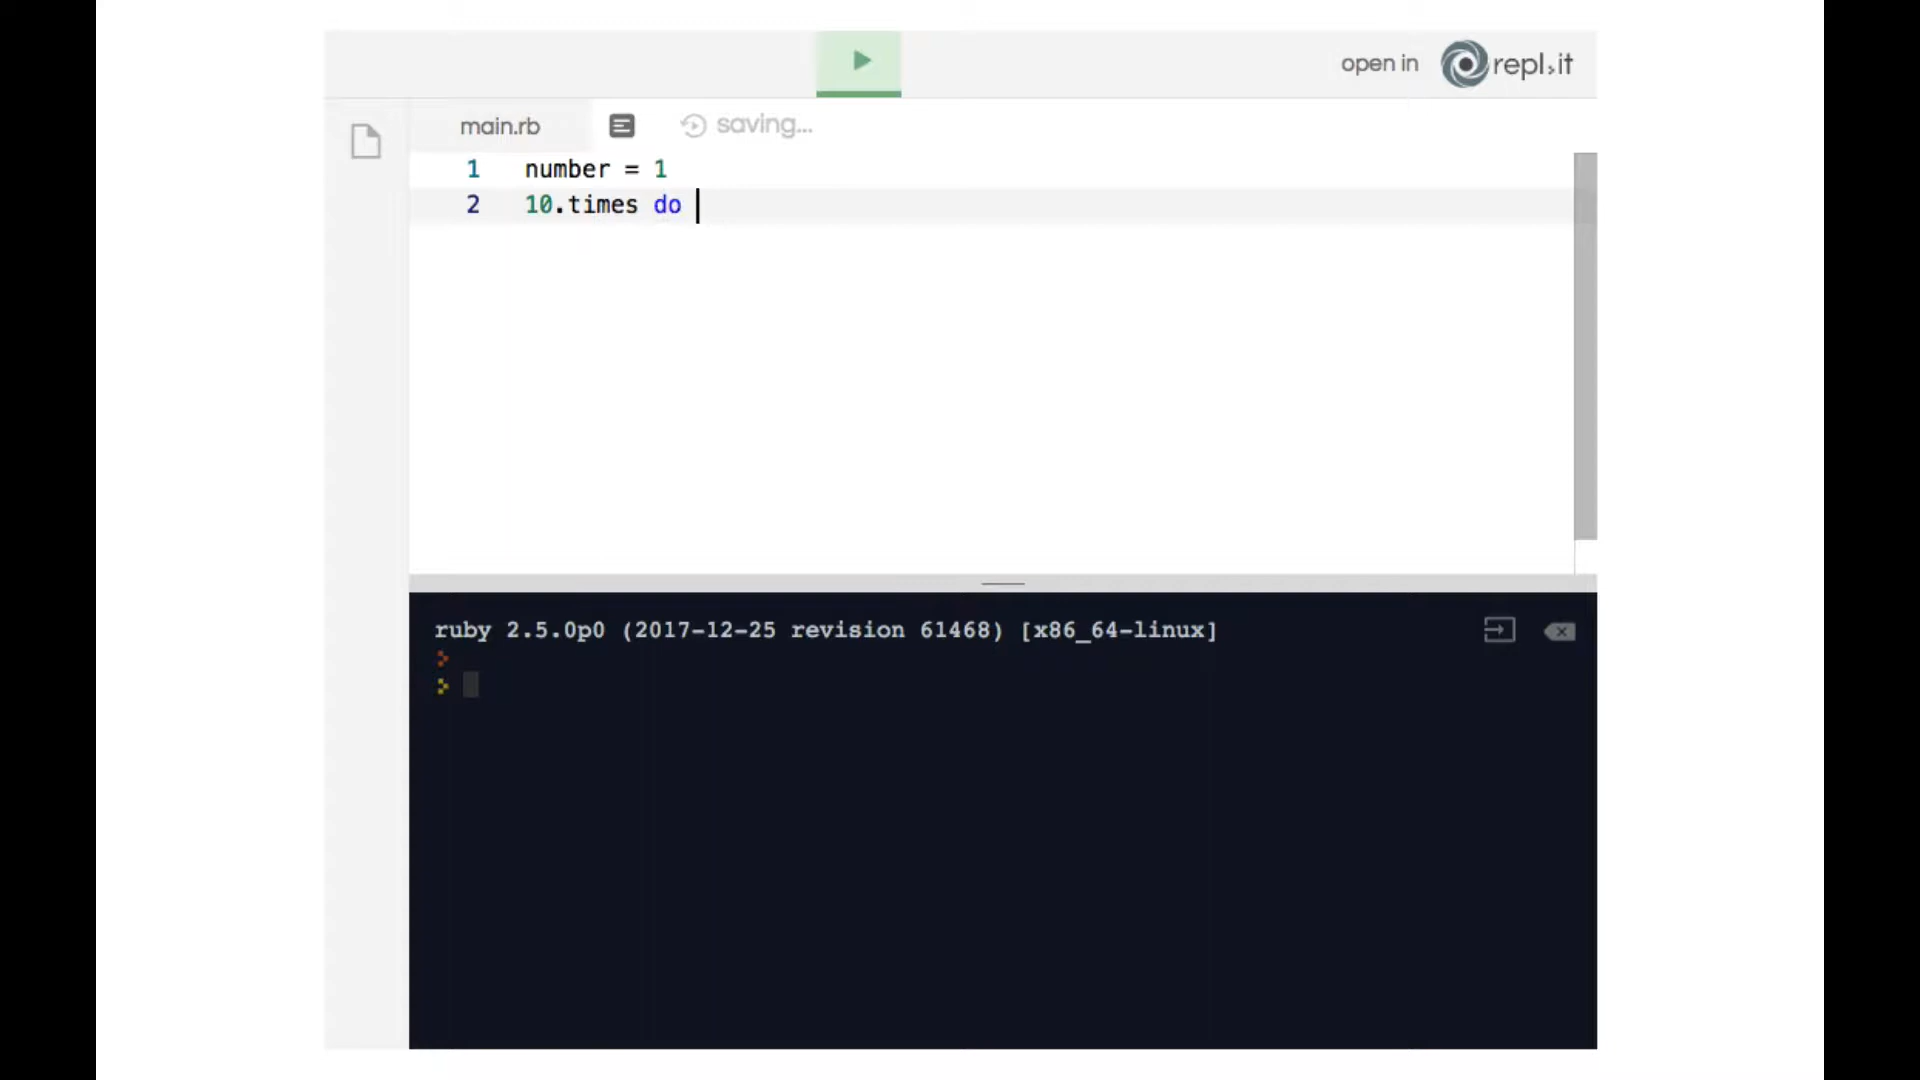 open in repl.it
main.rb saving...
1 number = 1
2 10.times do
ruby 2.5.0p0 (2017-12-25 revision 61468) [x86_64-linux]
>
>